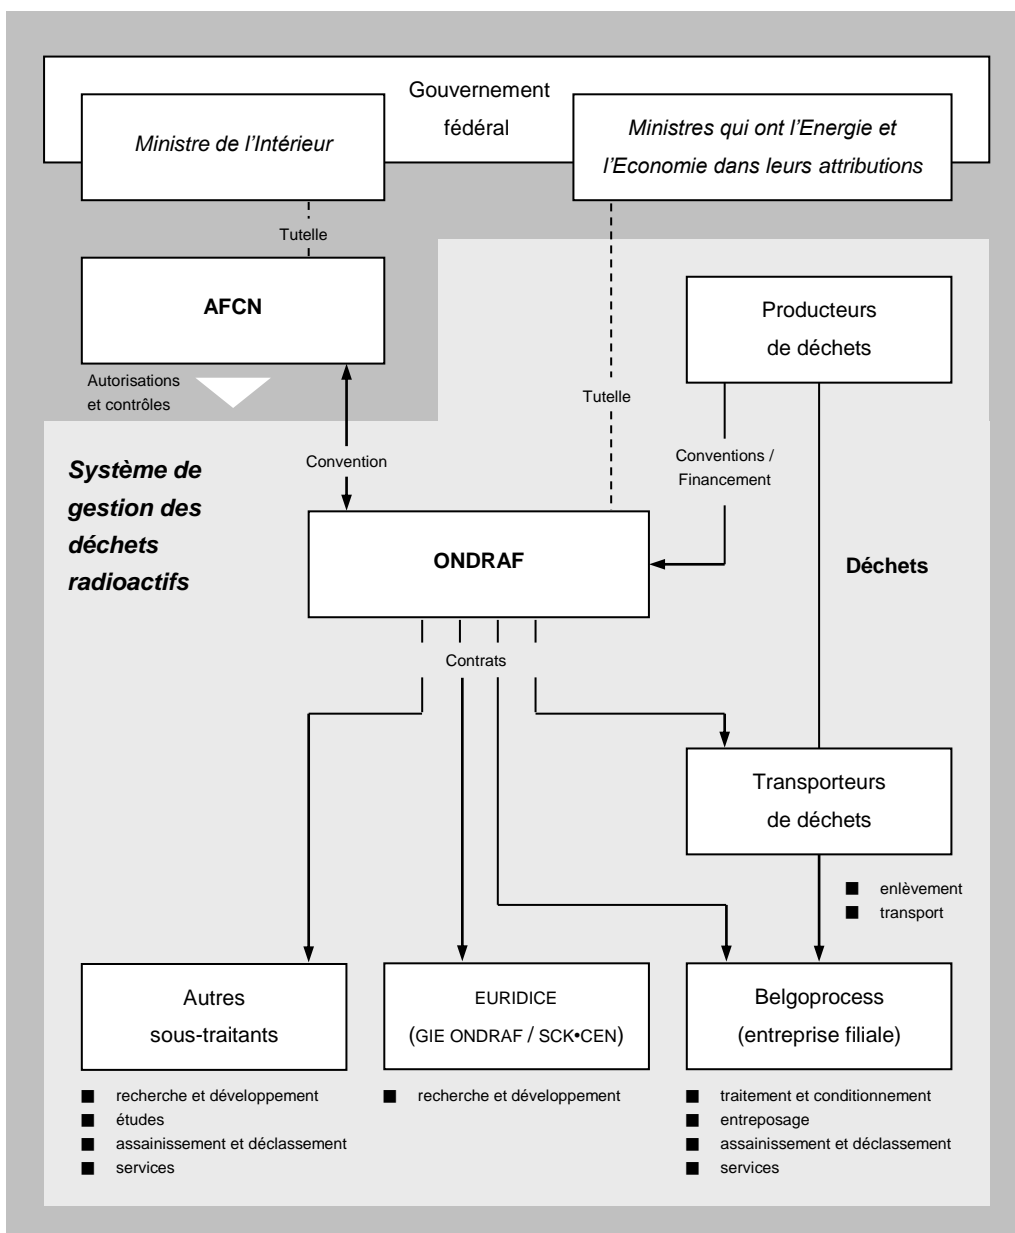 Gouvernement
fédéral
Ministre de l'Intérieur
Ministres qui ont l'Energie et
l'Economie dans leurs attributions
Tutelle
AFCN
Producteurs
de déchets
Autorisations
et contrôles
Tutelle
Convention
Conventions /
Financement
Système de
gestion des
déchets
radioactifs
ONDRAF
Déchets
Contrats
Transporteurs
de déchets
■ enlèvement
■ transport
Autres
sous-traitants
EURIDICE
(GIE ONDRAF / SCK•CEN)
Belgoprocess
(entreprise filiale)
■ recherche et développement
■ études
■ assainissement et déclassement
■ services
■ recherche et développement
■ traitement et conditionnement
■ entreposage
■ assainissement et déclassement
■ services